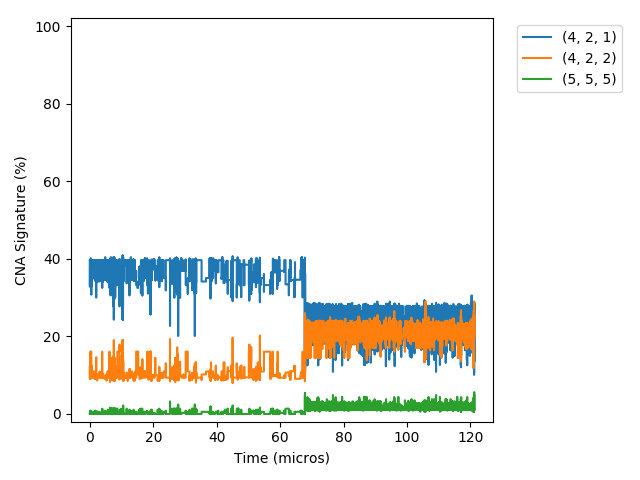 100
80
60
40
20
0
CNA Signature (%)
0 20 40 60 80 100 120
Time (micros)
(4, 2, 1)
(4, 2, 2)
(5, 5, 5)